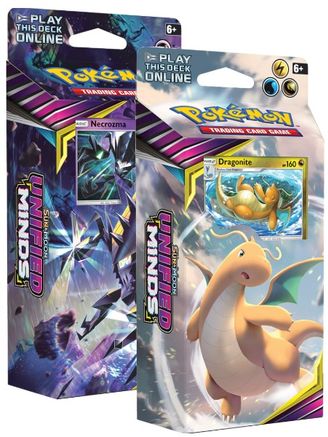 PLAY
THIS DECK
ONLINE
6+
Pokémon
TRADING CARD GAME
Necrozma
SUN & MOON
UNIFIED
MINDS
PLAY
THIS DECK
ONLINE
6+
Pokémon
TRADING CARD GAME
Dragonite
HP160
SUN & MOON
UNIFIED
MINDS